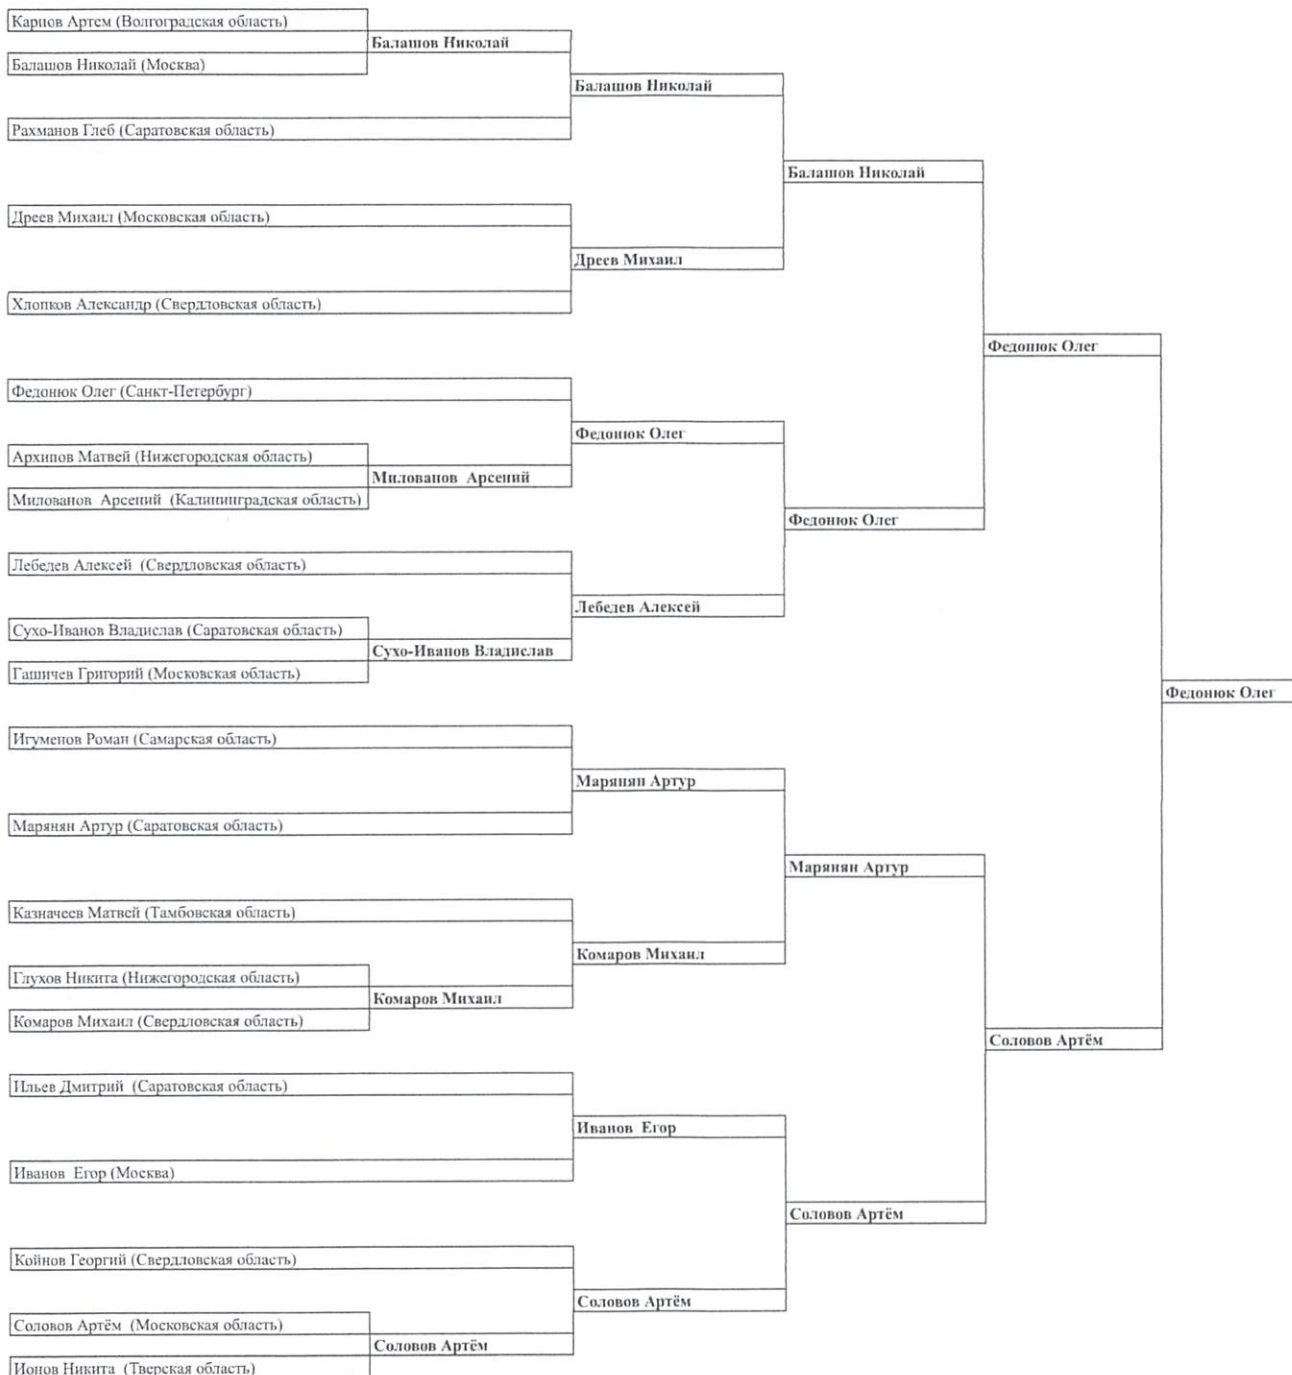 Карпов Артем (Волгоградская область)
Балашов Николай
Балашов Николай (Москва)
Балашов Николай
Рахманов Глеб (Саратовская область)
Балашов Николай
Дреев Михаил (Московская область)
Дреев Михаил
Хлопков Александр (Свердловская область)
Федонюк Олег
Федонюк Олег (Санкт-Петербург)
Федонюк Олег
Архипов Матвей (Нижегородская область)
Милованов Арсений
Милованов Арсений (Калининградская область)
Федонюк Олег
Лебедев Алексей (Свердловская область)
Лебедев Алексей
Сухо-Иванов Владислав (Саратовская область)
Сухо-Иванов Владислав
Гашичев Григорий (Московская область)
Федонюк Олег
Игуменов Роман (Самарская область)
Марянян Артур
Марянян Артур (Саратовская область)
Марянян Артур
Казначеев Матвей (Тамбовская область)
Комаров Михаил
Глухов Никита (Нижегородская область)
Комаров Михаил
Комаров Михаил (Свердловская область)
Соловов Артём
Ильев Дмитрий (Саратовская область)
Иванов Егор
Иванов Егор (Москва)
Соловов Артём
Койнов Георгий (Свердловская область)
Соловов Артём
Соловов Артём (Московская область)
Соловов Артём
Ионов Никита (Тверская область)